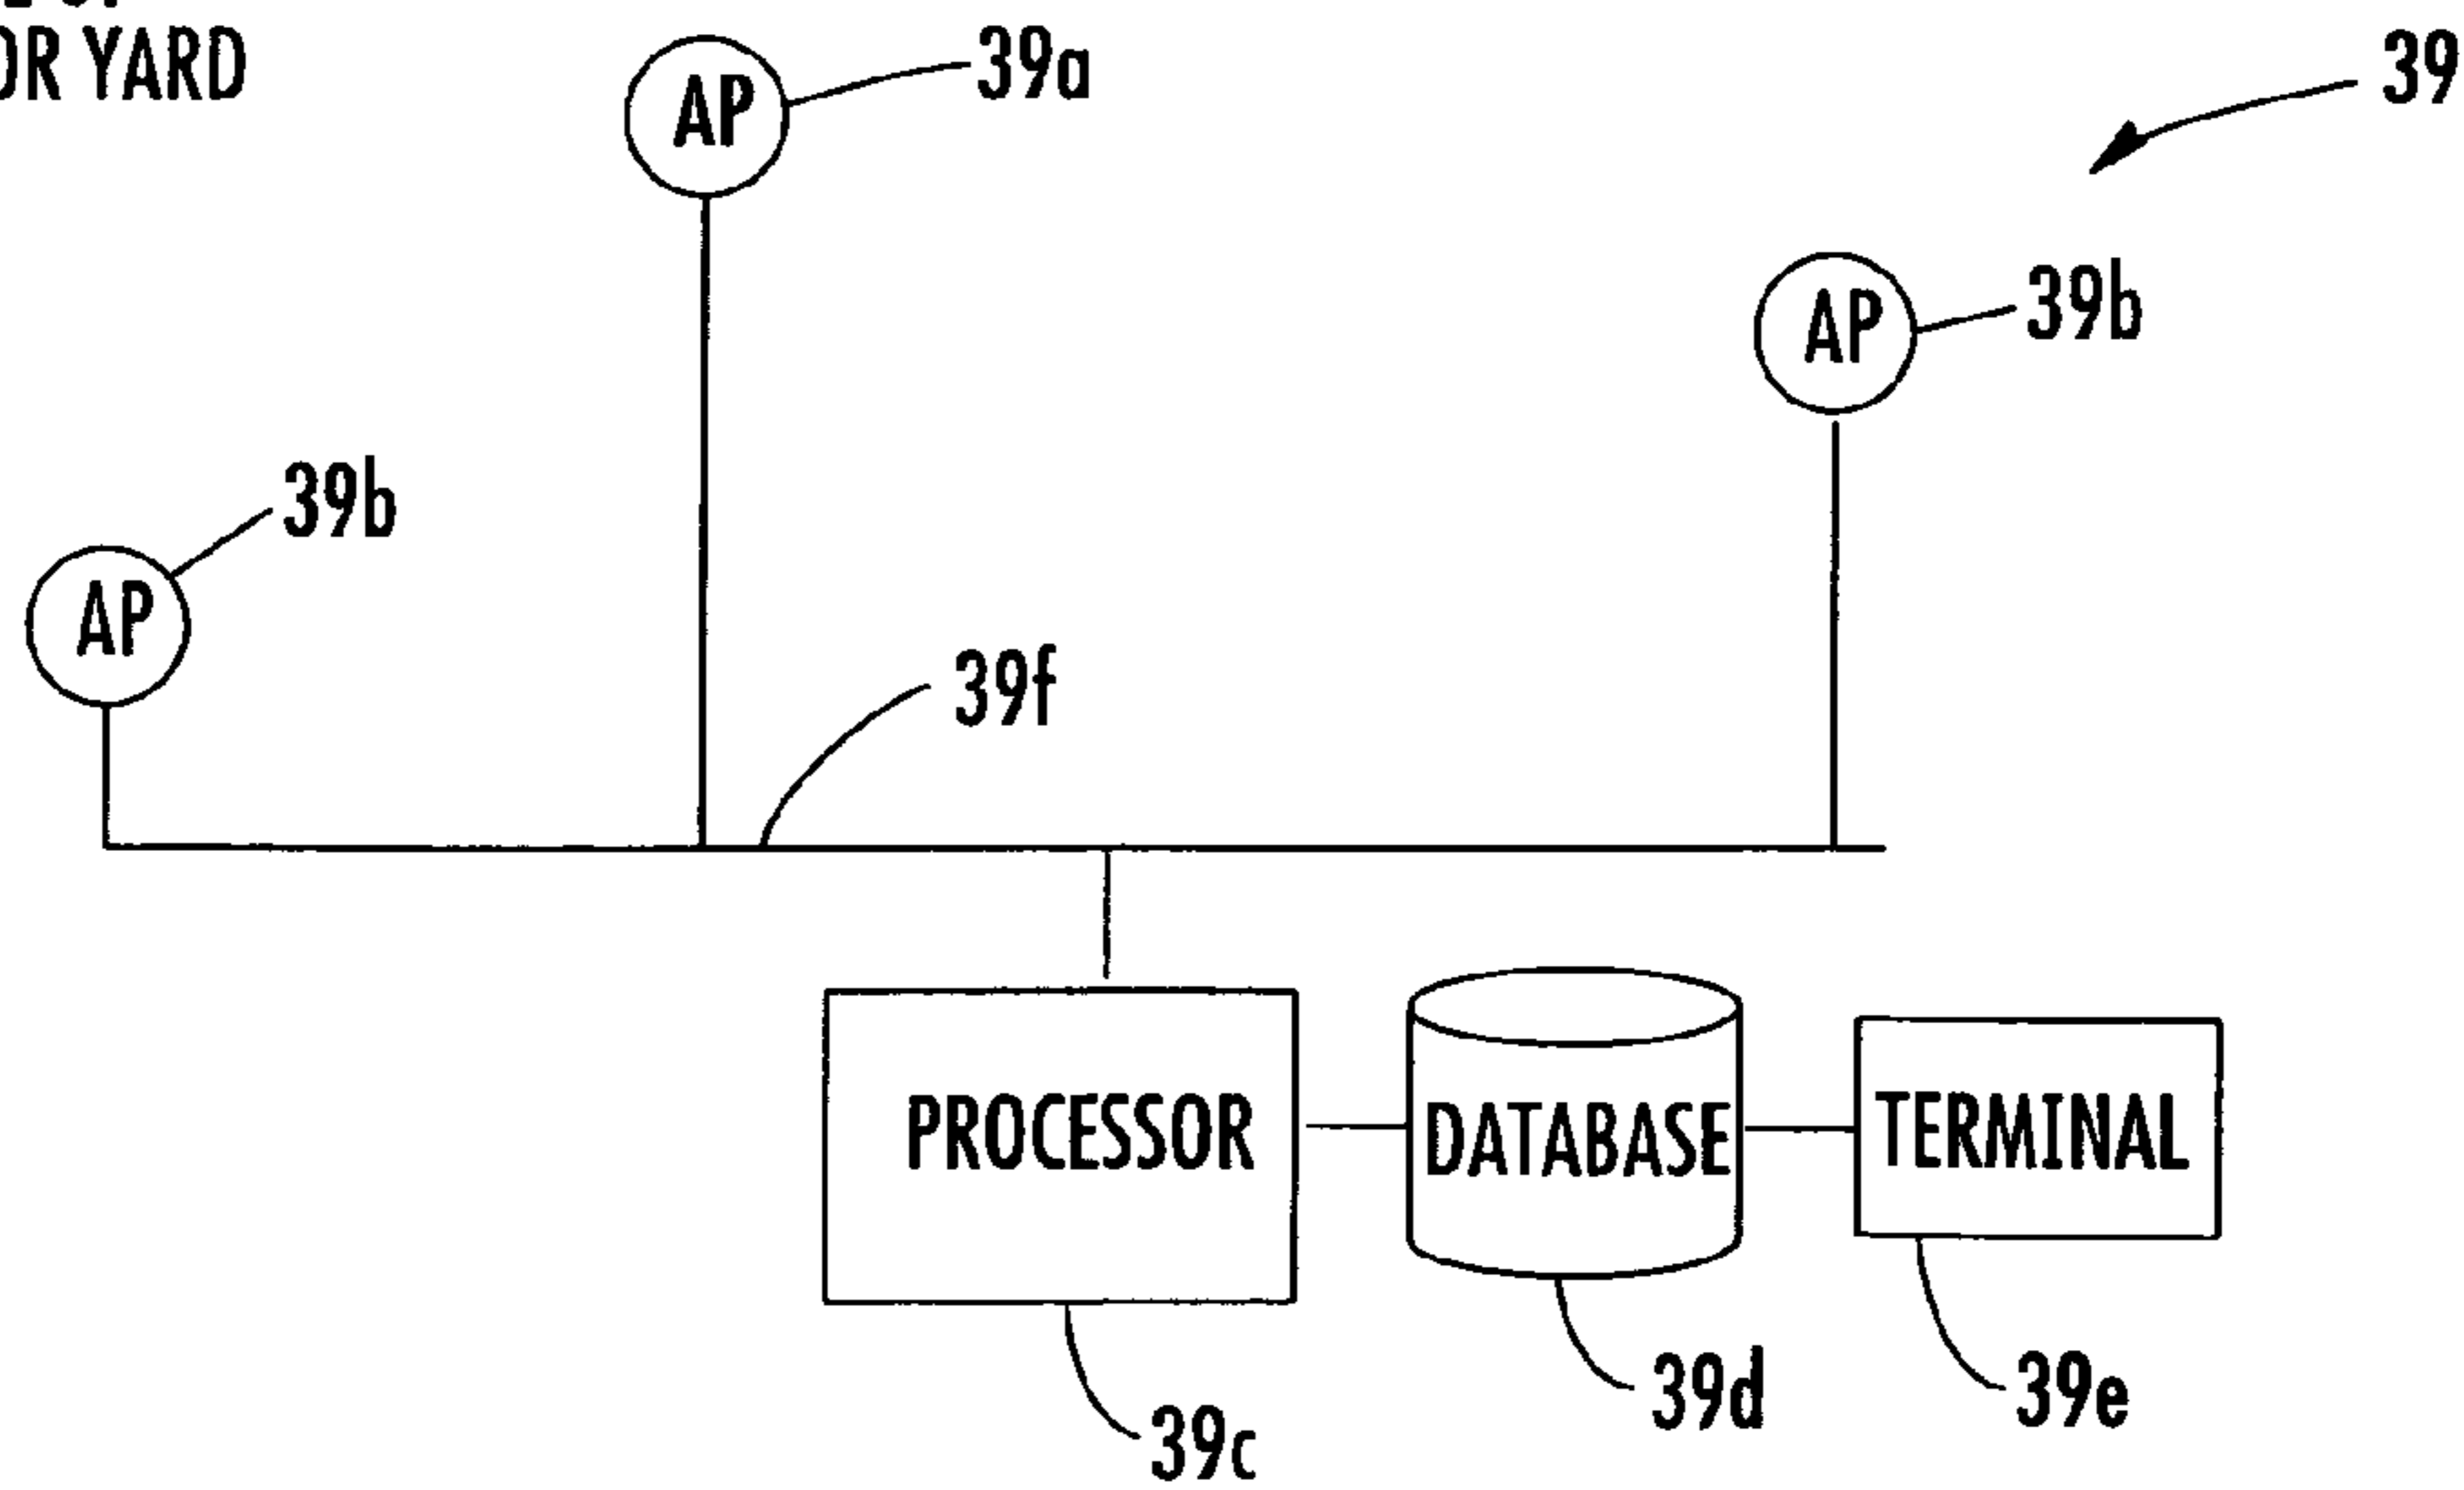 OR YARD
AP
39a
39
AP
39b
39b
AP
39f
PROCESSOR
DATABASE
TERMINAL
39d
39e
39c